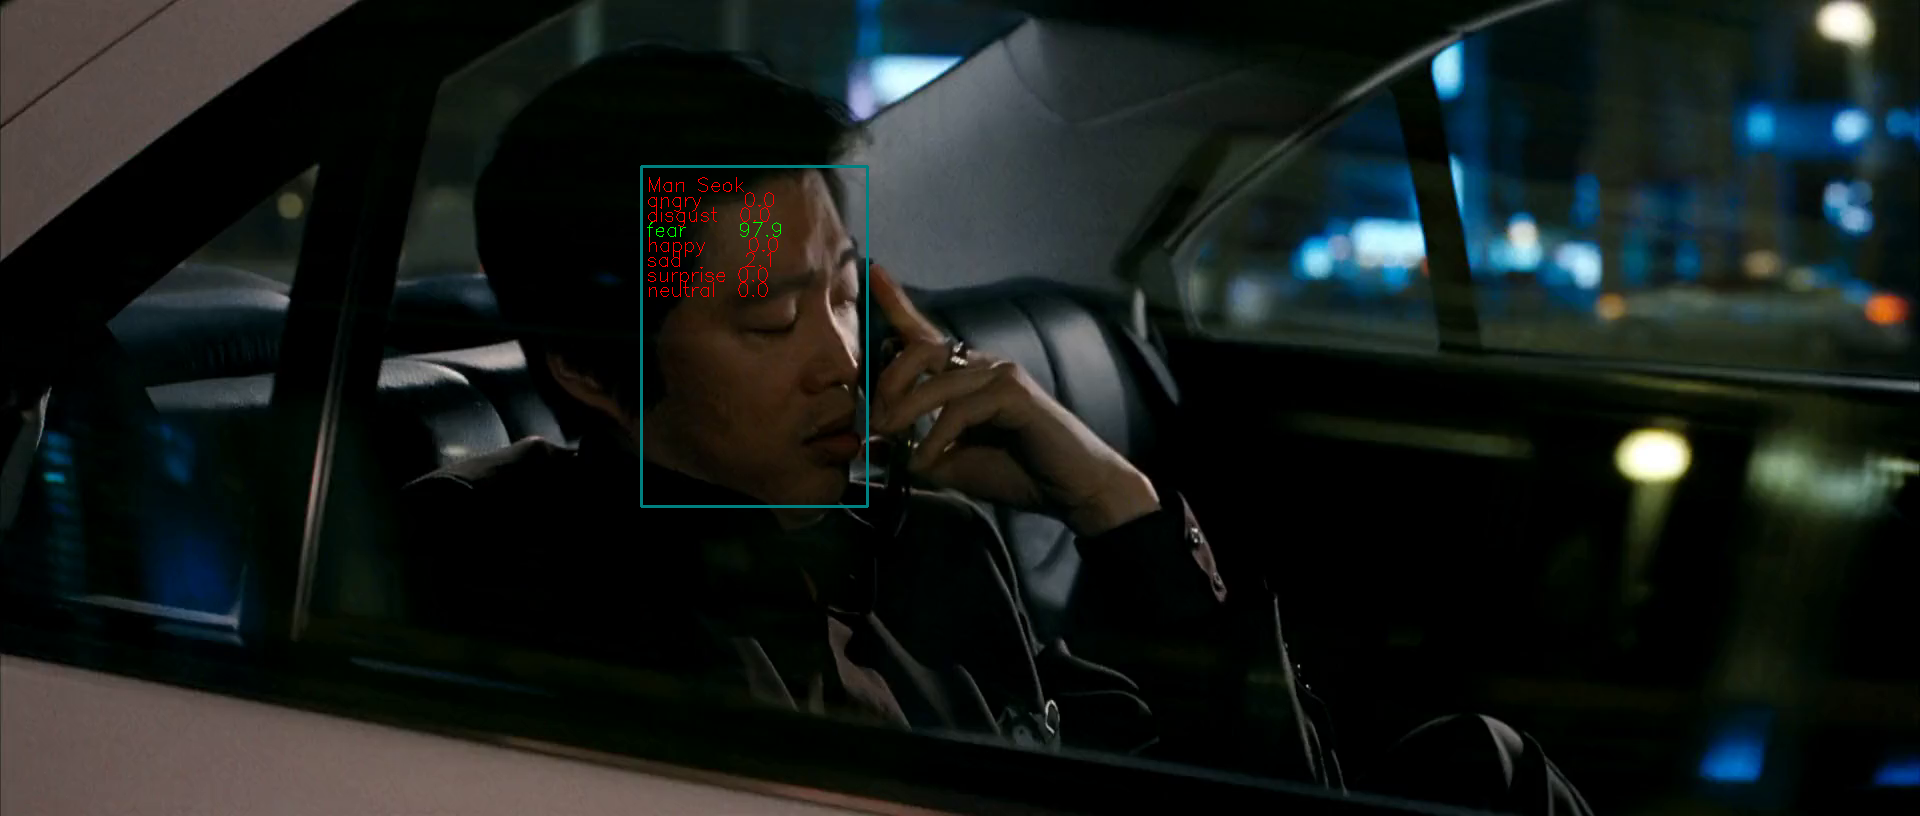 Man Seok
angry 0.0
disgust 0.0
fear 97.9
happy 0.0
sad 2.1
surprise 0.0
neutral 0.0